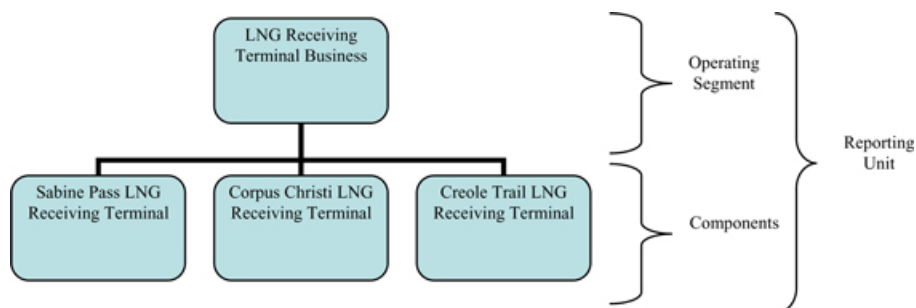 LNG Receiving
Terminal Business
Operating
Segment
Reporting
Unit
Sabine Pass LNG
Receiving Terminal
Corpus Christi LNG
Receiving Terminal
Creole Trail LNG
Receiving Terminal
Components